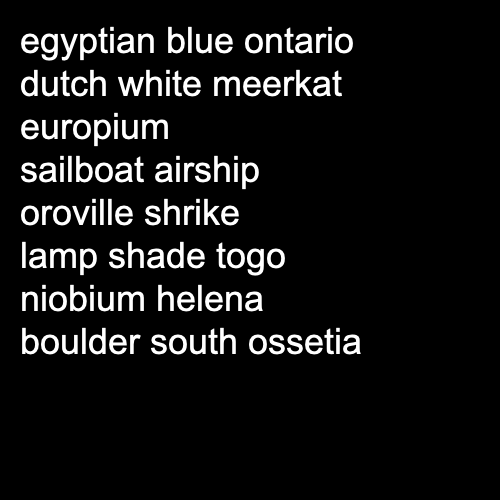 egyptian blue ontario
dutch white meerkat
europium
sailboat airship
oroville shrike
lamp shade togo
niobium helena
boulder south ossetia